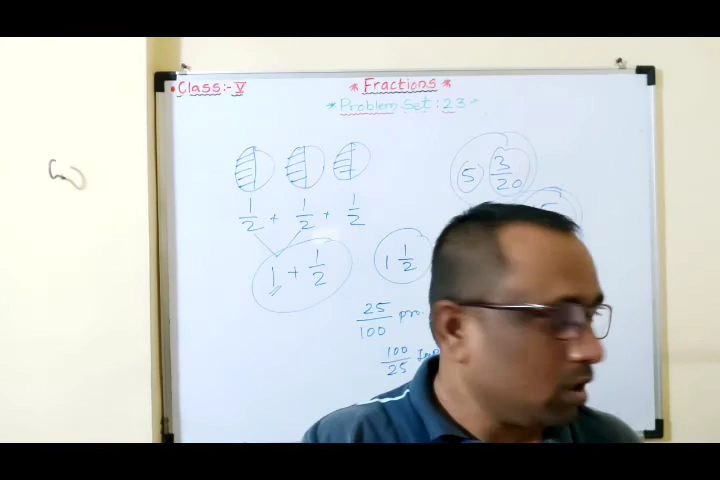 •Class:- V
* Fractions *
* Problem Set: 23
5 3/20
1/2 + 1/2 + 1/2
1 + 1/2
1 1/2
25/100 pro.
100/25